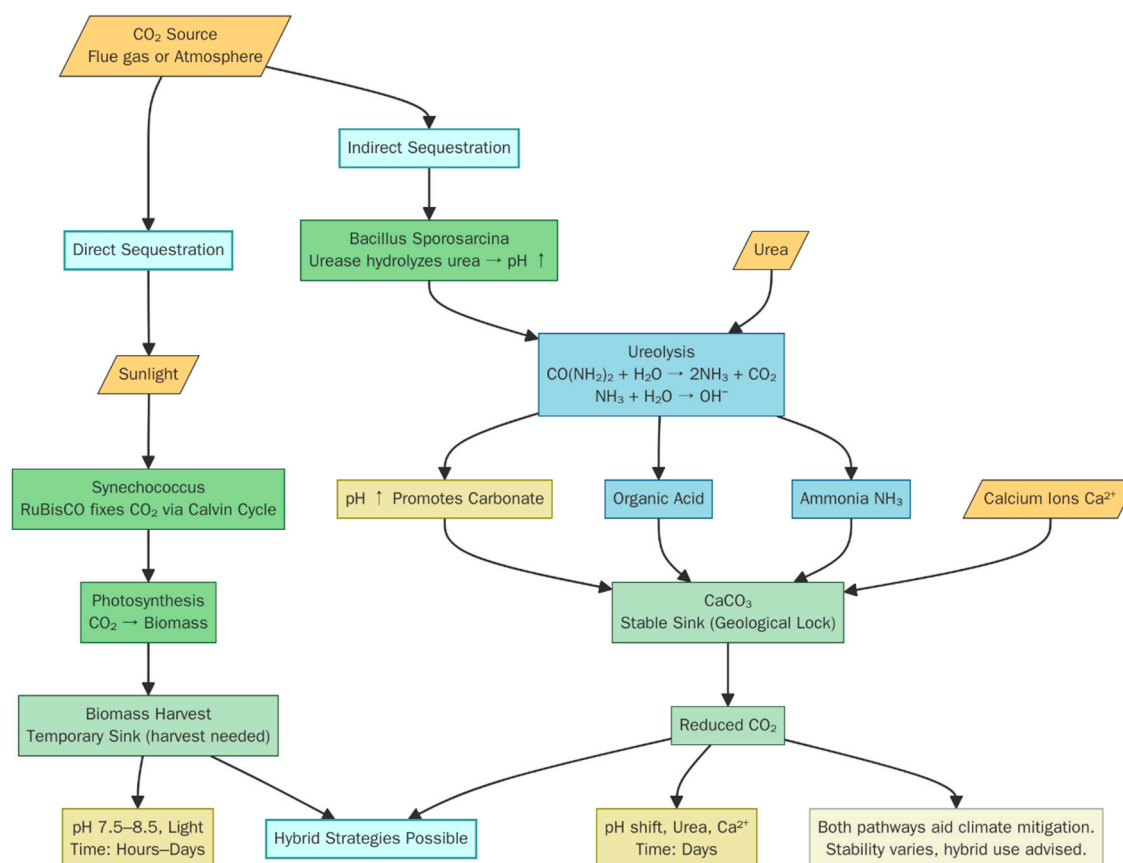 CO₂ Source
Flue gas or Atmosphere
Indirect Sequestration
Direct Sequestration
Bacillus Sporosarcina
Urease hydrolyzes urea → pH ↑
Urea
Ureolysis
CO(NH₂)₂ + H₂O → 2NH₃ + CO₂
NH₃ + H₂O → OH⁻
Sunlight
Synechococcus
RuBisCO fixes CO₂ via Calvin Cycle
pH ↑ Promotes Carbonate
Organic Acid
Ammonia NH₃
Calcium Ions Ca²⁺
Photosynthesis
CO₂ → Biomass
CaCO₃
Stable Sink (Geological Lock)
Biomass Harvest
Temporary Sink (harvest needed)
Reduced CO₂
pH 7.5–8.5, Light
Time: Hours–Days
Hybrid Strategies Possible
pH shift, Urea, Ca²⁺
Time: Days
Both pathways aid climate mitigation.
Stability varies, hybrid use advised.